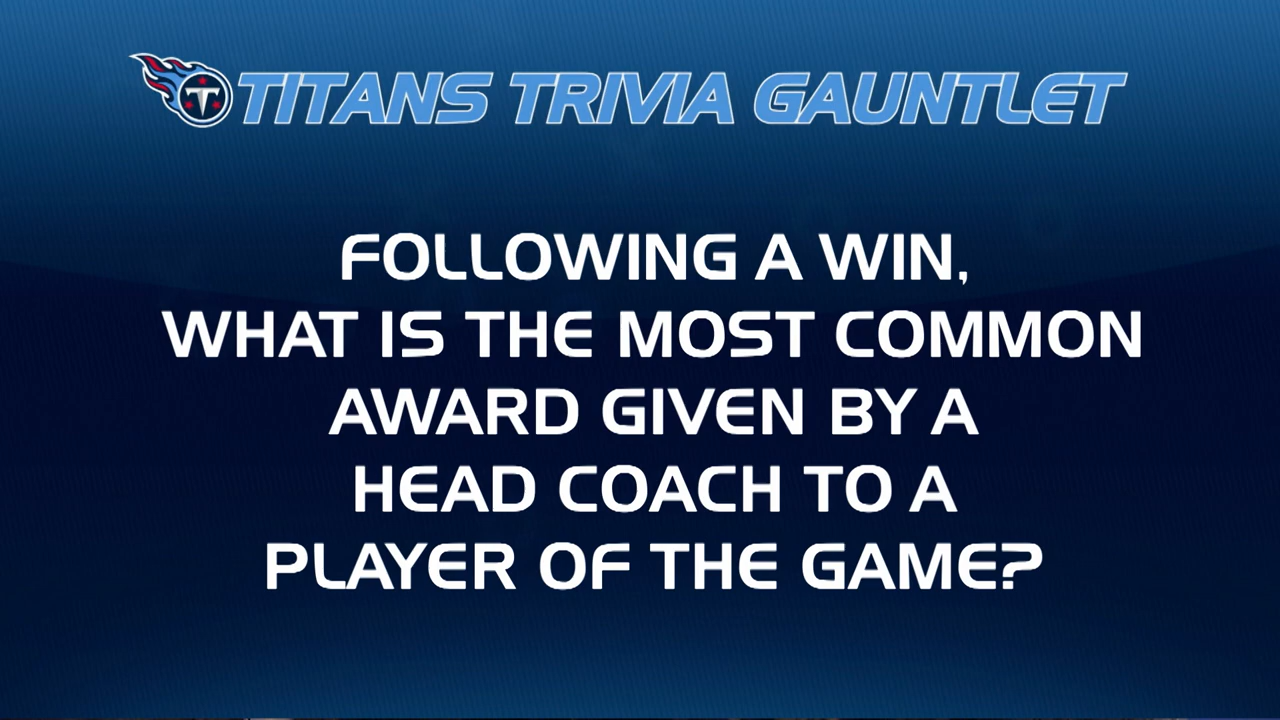 TITANS TRIVIA GAUNTLET
FOLLOWING A WIN,
WHAT IS THE MOST COMMON
AWARD GIVEN BY A
HEAD COACH TO A
PLAYER OF THE GAME?